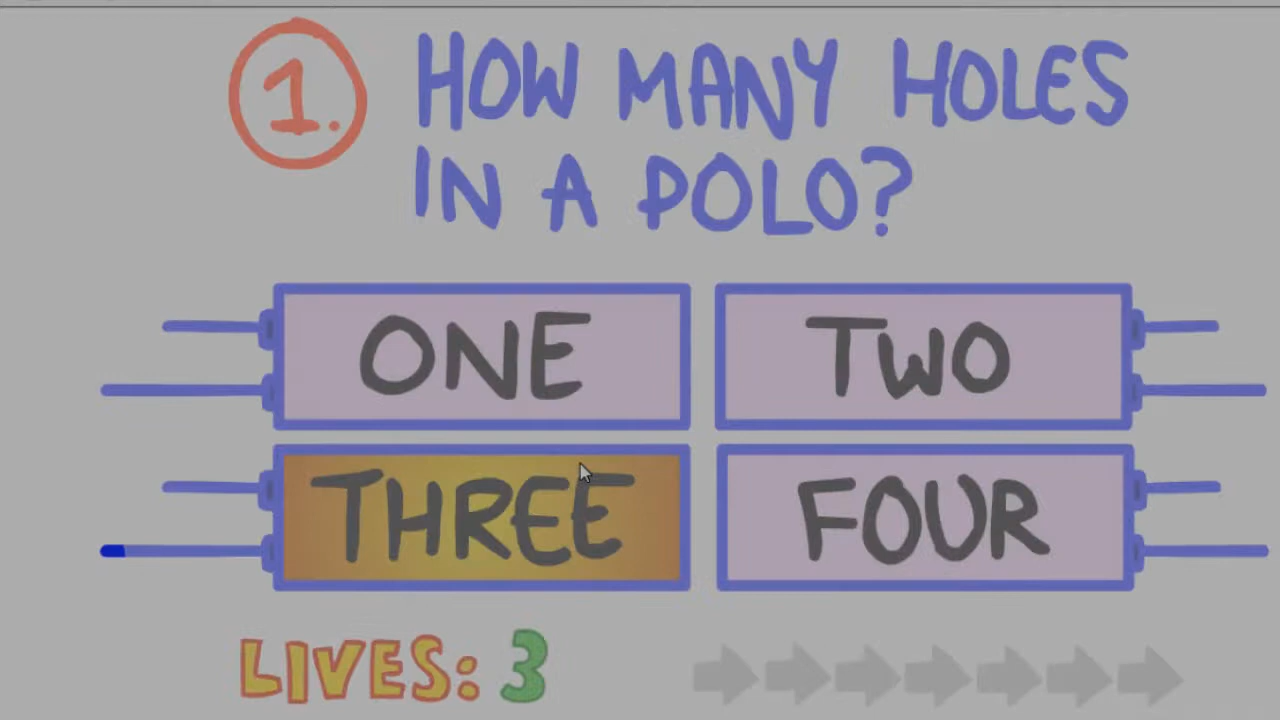 1. HOW MANY HOLES
IN A POLO?
ONE
TWO
THREE
FOUR
LIVES: 3